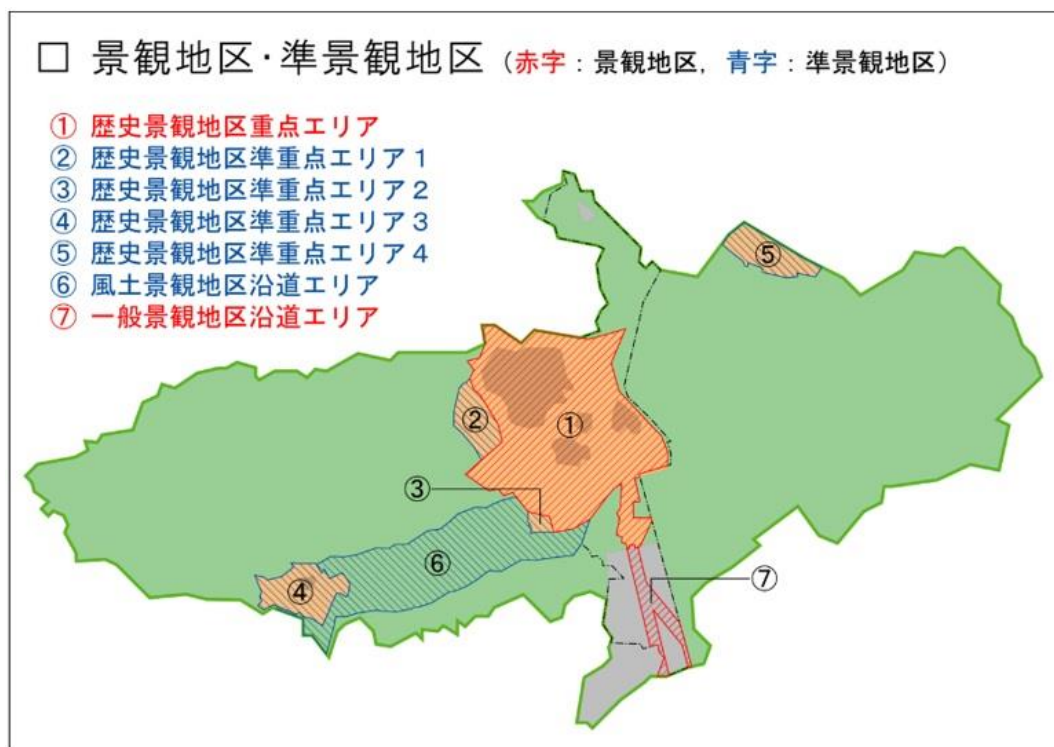 □ 景観地区・準景観地区 (赤字：景観地区, 青字：準景観地区)
① 歴史景観地区重点エリア
② 歴史景観地区準重点エリア１
③ 歴史景観地区準重点エリア２
④ 歴史景観地区準重点エリア３
⑤ 歴史景観地区準重点エリア４
⑥ 風土景観地区沿道エリア
⑦ 一般景観地区沿道エリア
⑤
②
①
③
⑥
④
⑦